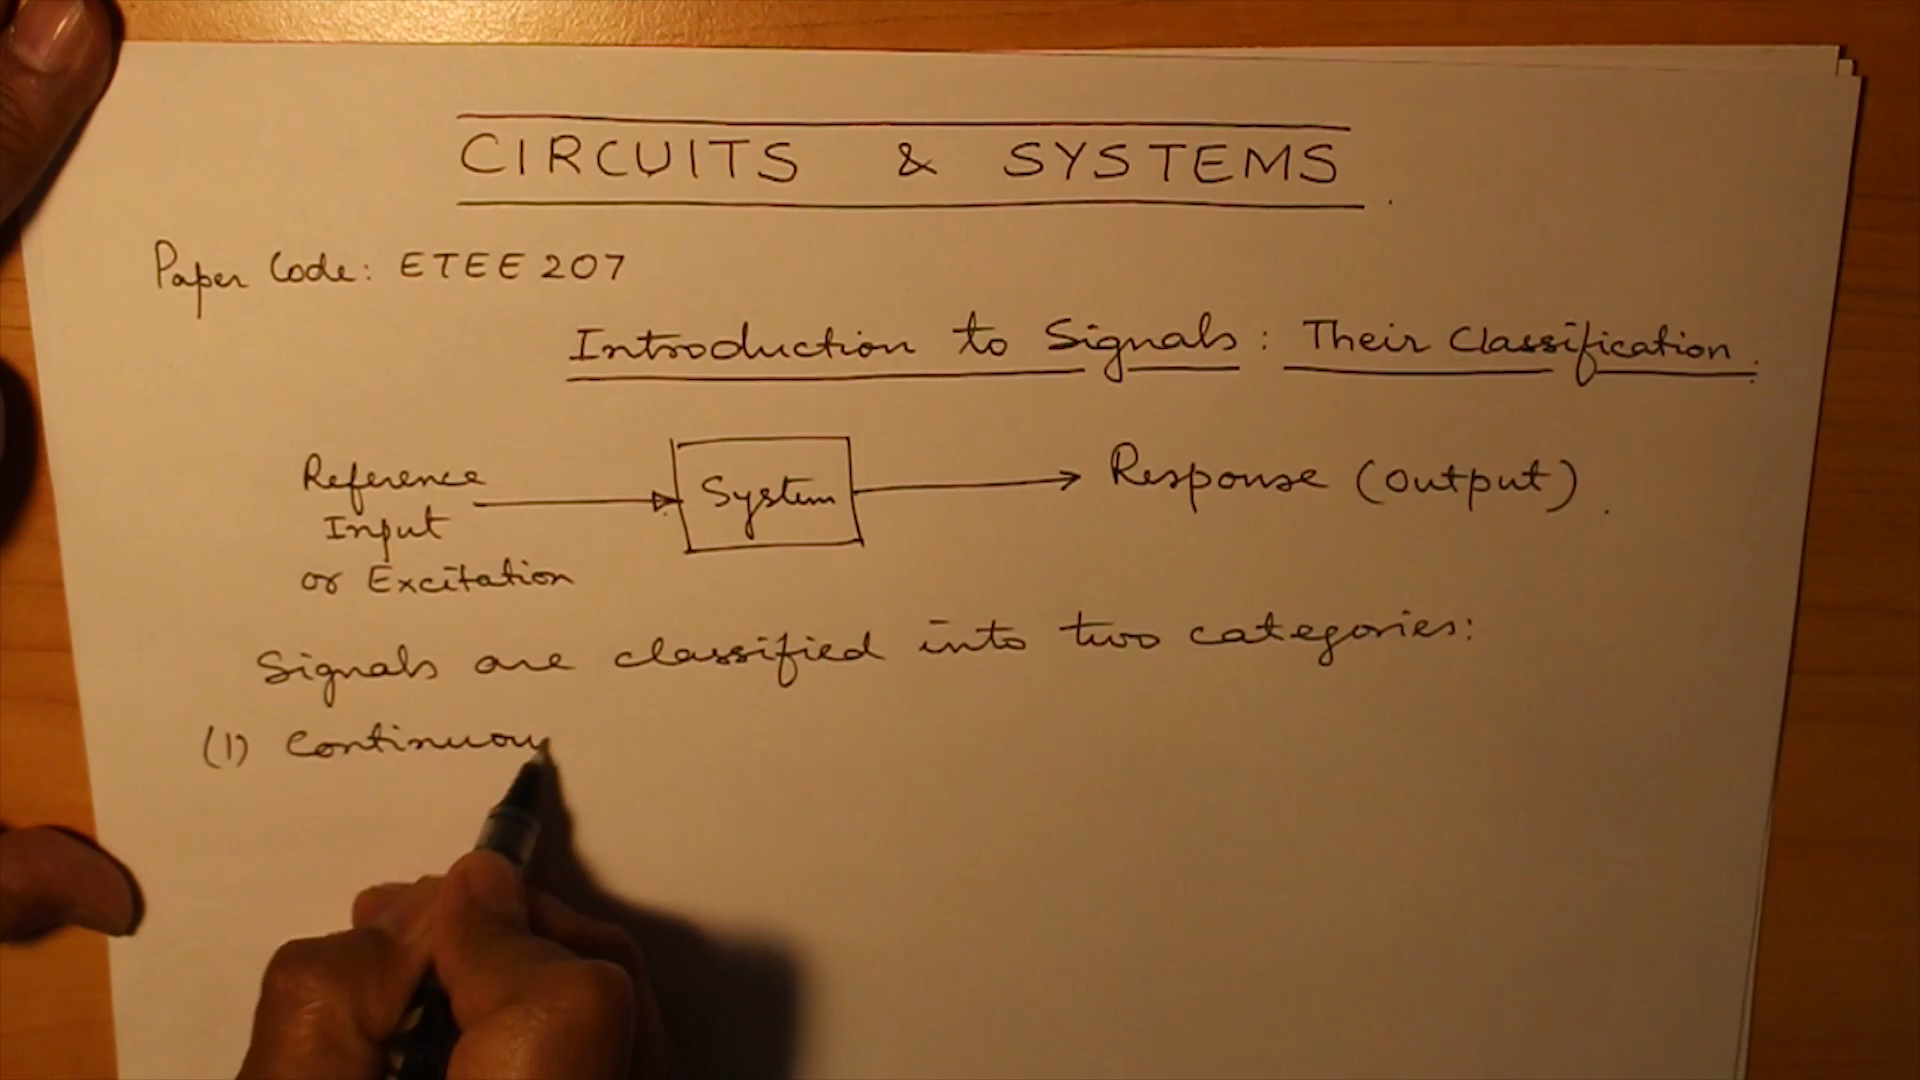 CIRCUITS & SYSTEMS
Paper Code: ETEE 207
Introduction to Signals: Their Classification.
Reference
Input
or Excitation
System
Response (Output).
Signals are classified into two categories:
(1) Continuou